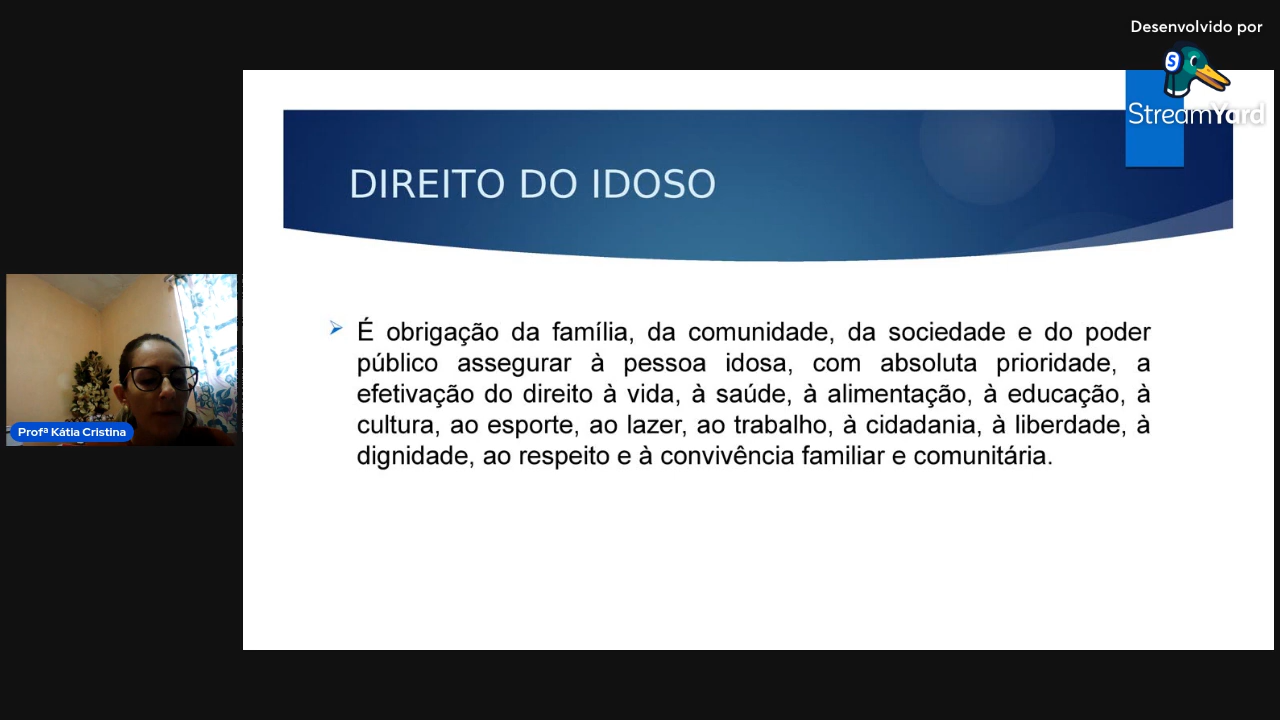 Desenvolvido por
S
StreamYard
DIREITO DO IDOSO
É obrigação da família, da comunidade, da sociedade e do poder
público assegurar à pessoa idosa, com absoluta prioridade, a
efetivação do direito à vida, à saúde, à alimentação, à educação, à
cultura, ao esporte, ao lazer, ao trabalho, à cidadania, à liberdade, à
dignidade, ao respeito e à convivência familiar e comunitária.
Profª Kátia Cristina